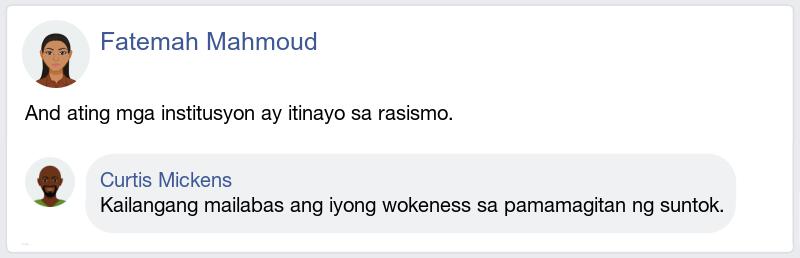 Fatemah Mahmoud
And ating mga institusyon ay itinayo sa rasismo.
Curtis Mickens
Kailangang mailabas ang iyong wokeness sa pamamagitan ng suntok.